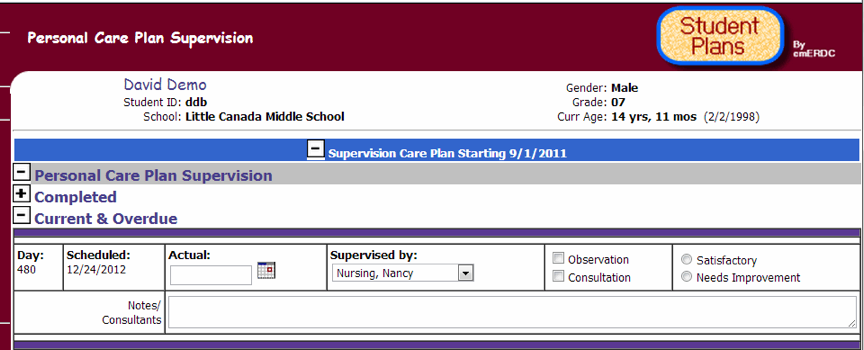 Personal Care Plan Supervision
Student
Plans
By
cmERDC
David Demo
Student ID: ddb
School: Little Canada Middle School
Gender: Male
Grade: 07
Curr Age: 14 yrs, 11 mos (2/2/1998)
Supervision Care Plan Starting 9/1/2011
Personal Care Plan Supervision
Completed
Current & Overdue
Day: Scheduled: Actual: Supervised by:
480 12/24/2012 Nursing, Nancy
Observation Satisfactory
Consultation Needs Improvement
Notes/
Consultants